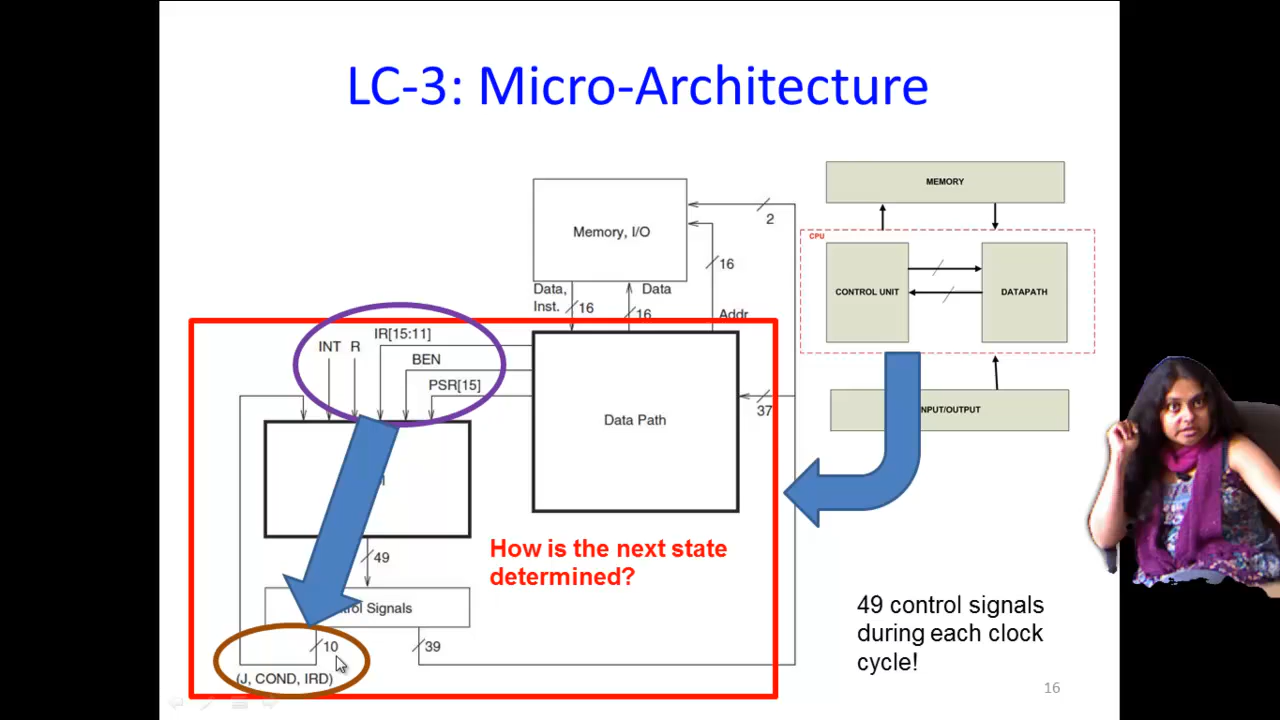 LC-3: Micro-Architecture
MEMORY
CPU
CONTROL UNIT
DATAPATH
INPUT/OUTPUT
Memory, I/O
2
16
Data,
Inst.
16
Data
16
Addr
INT R
IR[15:11]
BEN
PSR[15]
Data Path
37
49
Signals
10
39
(J, COND, IRD)
How is the next state
determined?
49 control signals
during each clock
cycle!
16